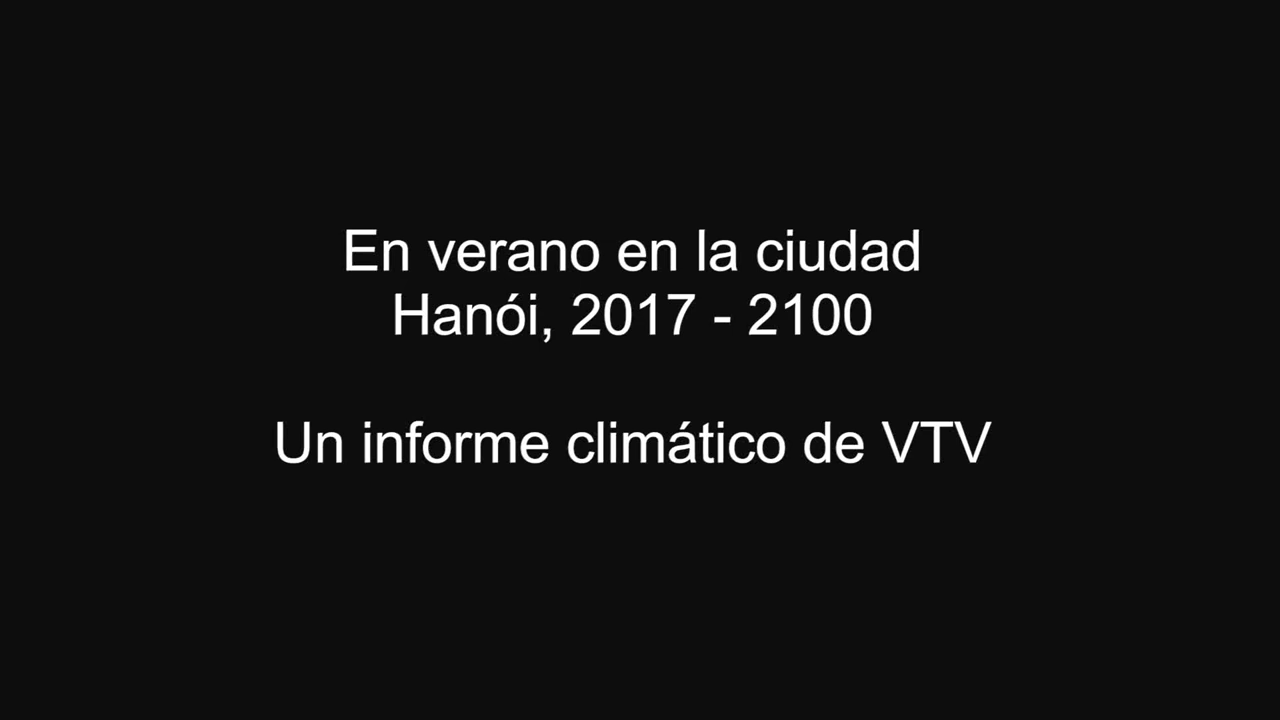 En verano en la ciudad
Hanói, 2017 - 2100
Un informe climático de VTV